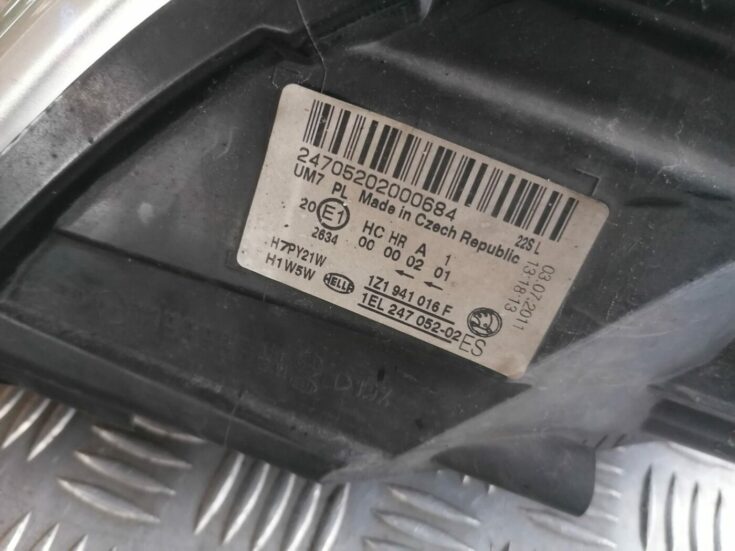 24705202000684
UM7 PL Made in Czech Republic
22S L
20 E1 HC HR A 1
2634 00 00 02 01
← ←
H7PY21W
H1W5W
HELLA
1Z1 941 016 F
1EL 247 052-02
ES
03.07.2011
13:18:13